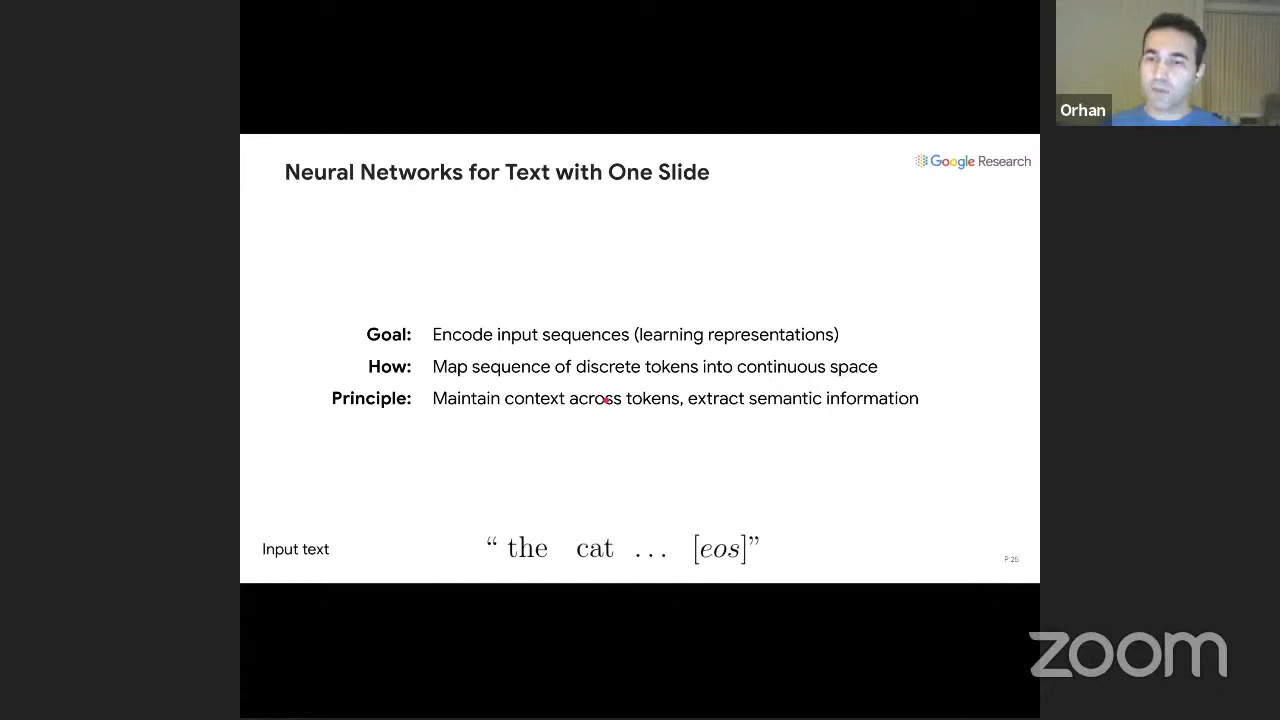 Orhan
Neural Networks for Text with One Slide
Google Research
Goal: Encode input sequences (learning representations)
How: Map sequence of discrete tokens into continuous space
Principle: Maintain context across tokens, extract semantic information
Input text “ the cat ... [eos]”
P 25
zoom